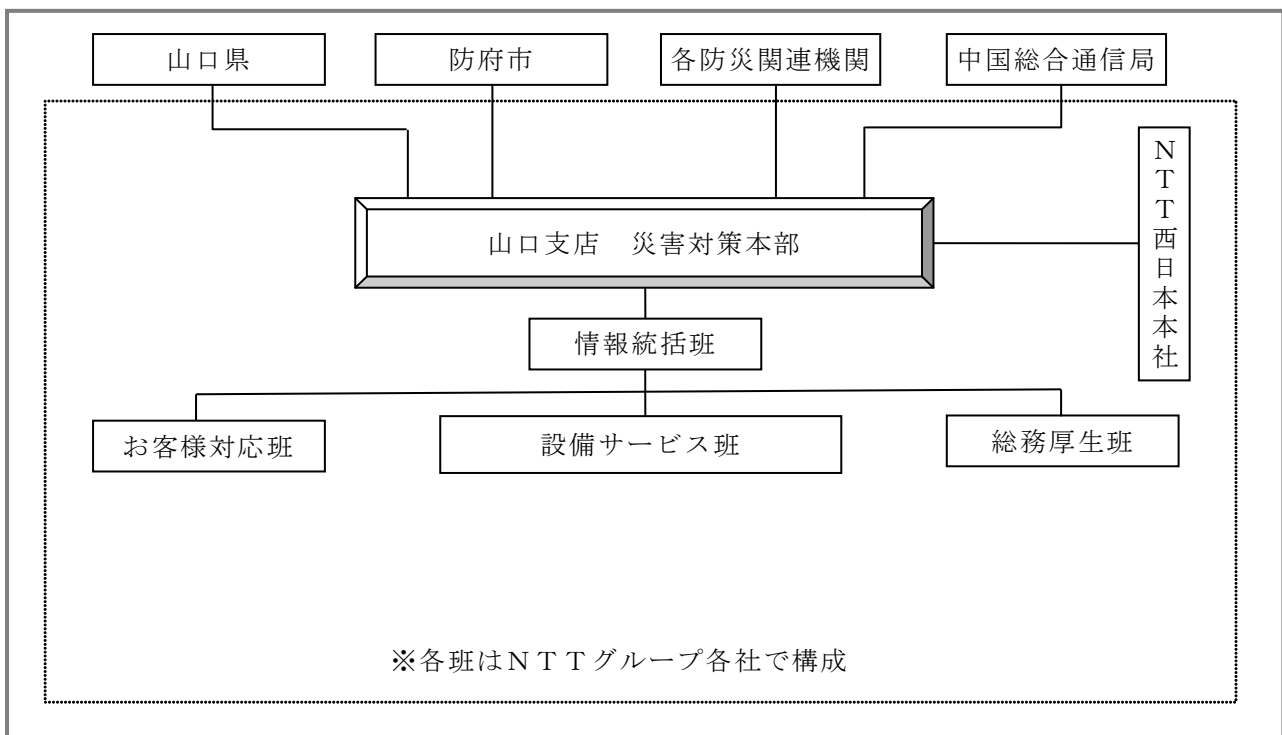 山口県
防府市
各防災関連機関
中国総合通信局
ＮＴＴ西日本本社
山口支店　災害対策本部
情報統括班
お客様対応班
設備サービス班
総務厚生班
※各班はＮＴＴグループ各社で構成